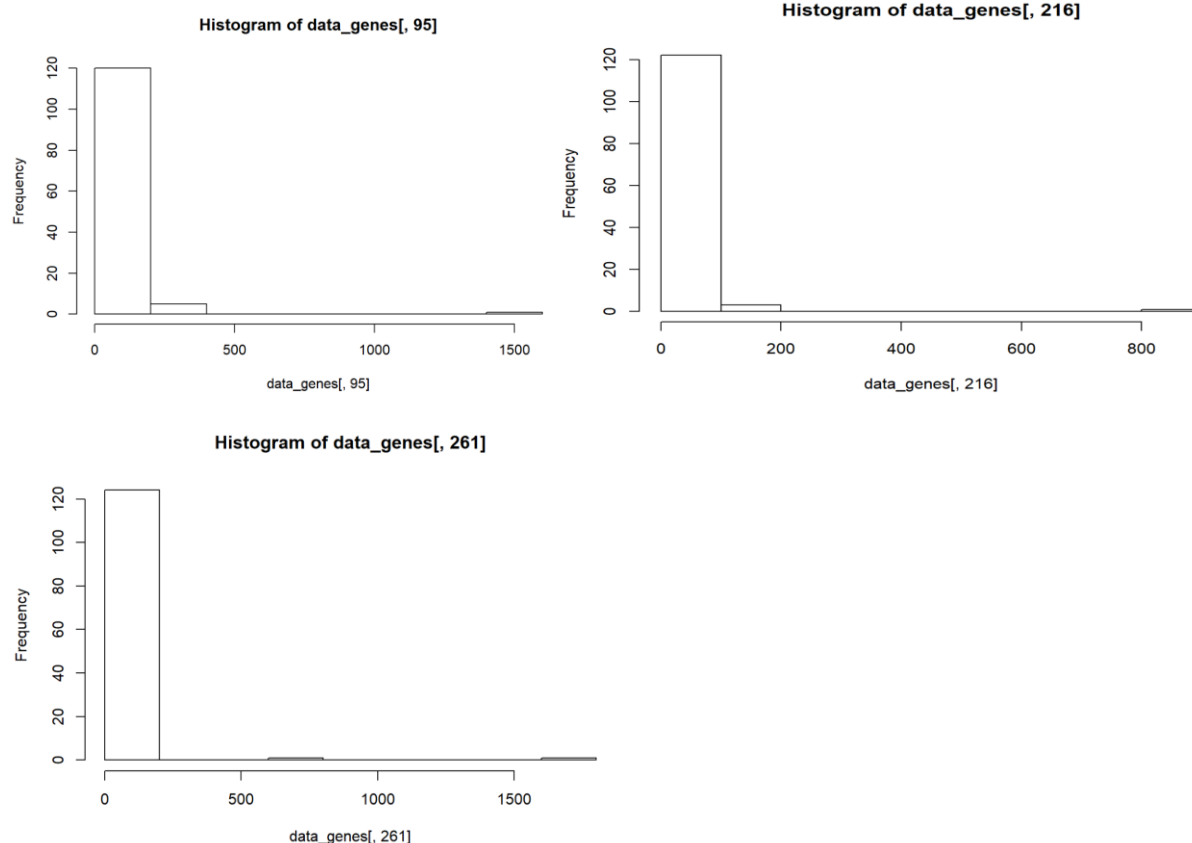 Histogram of data_genes[, 95]
Frequency
0
20
40
60
80
100
120
0 500 1000 1500
data_genes[, 95]
Histogram of data_genes[, 216]
Frequency
0
20
40
60
80
100
120
0 200 400 600 800
data_genes[, 216]
Histogram of data_genes[, 261]
Frequency
0
20
40
60
80
100
120
0 500 1000 1500
data_genes[, 261]